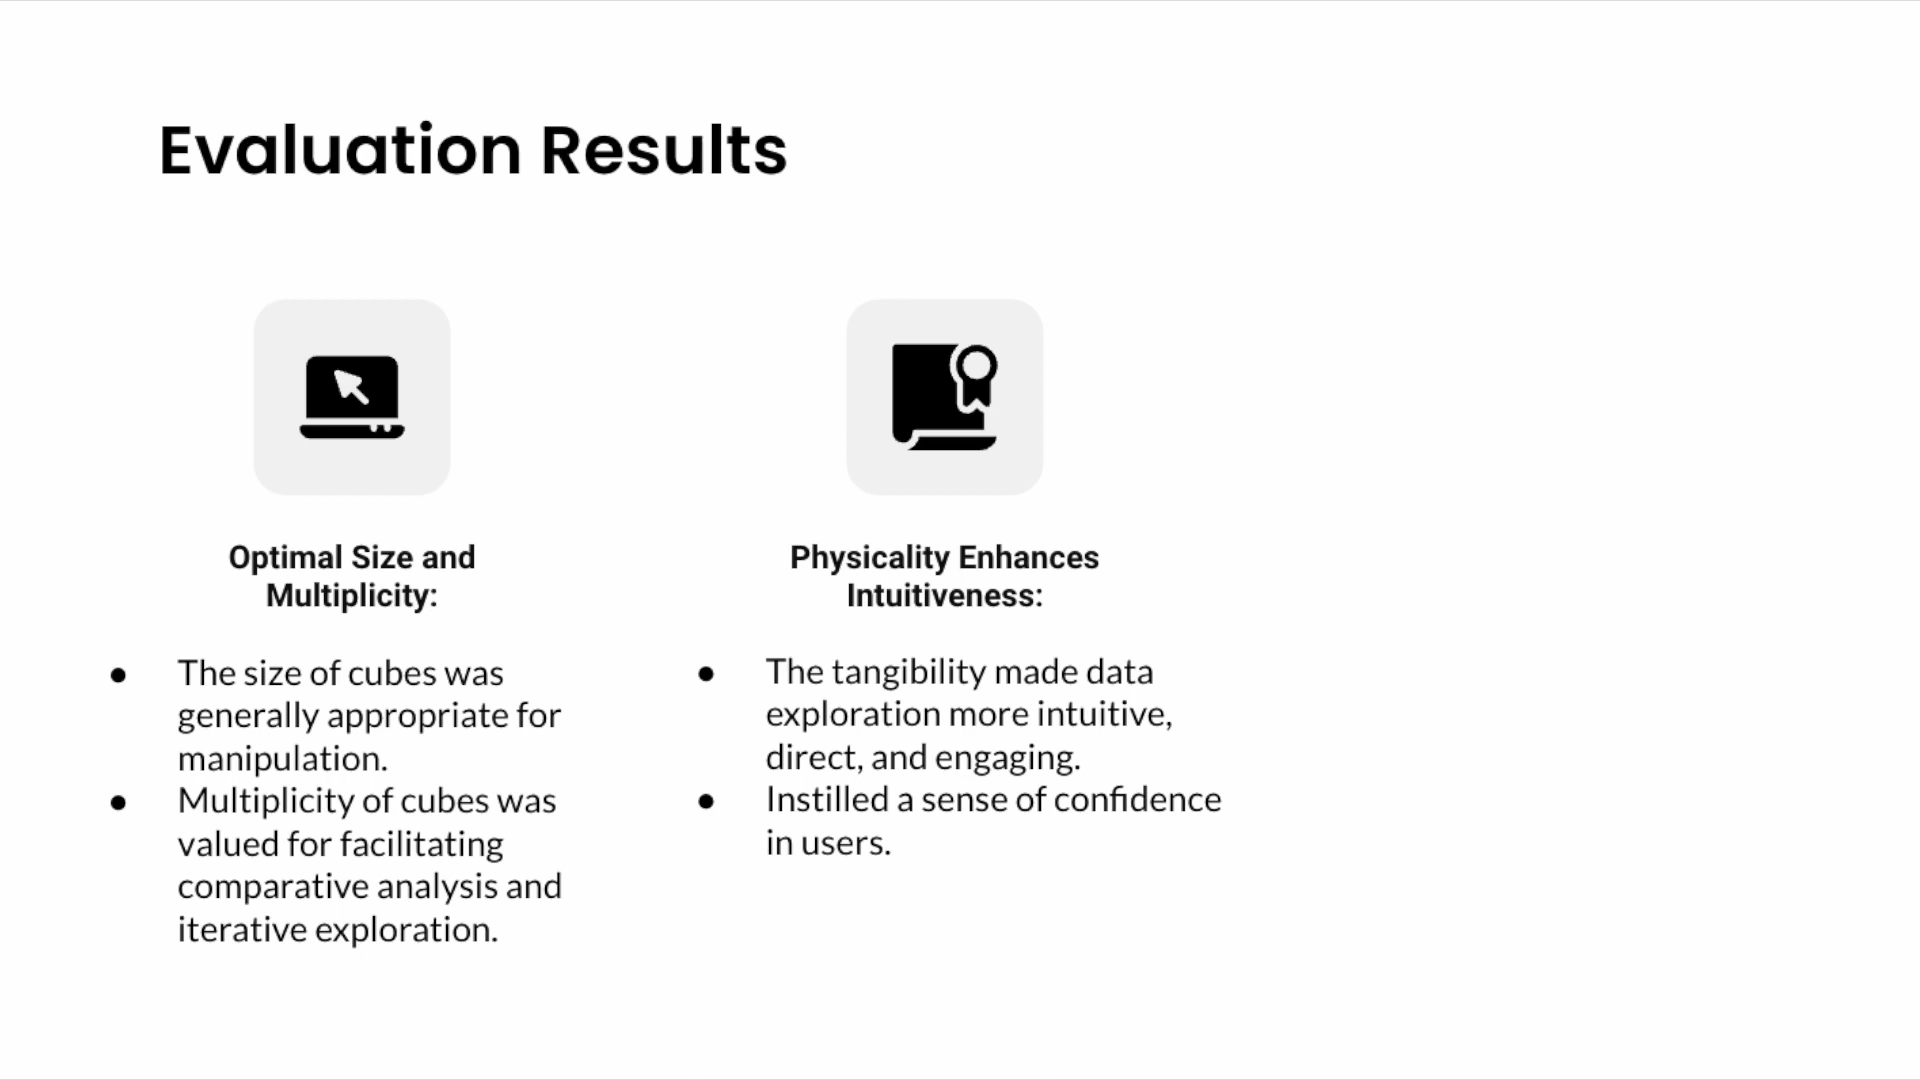 Evaluation Results
Optimal Size and
Multiplicity:
● The size of cubes was
generally appropriate for
manipulation.
● Multiplicity of cubes was
valued for facilitating
comparative analysis and
iterative exploration.
Physicality Enhances
Intuitiveness:
● The tangibility made data
exploration more intuitive,
direct, and engaging.
● Instilled a sense of confidence
in users.